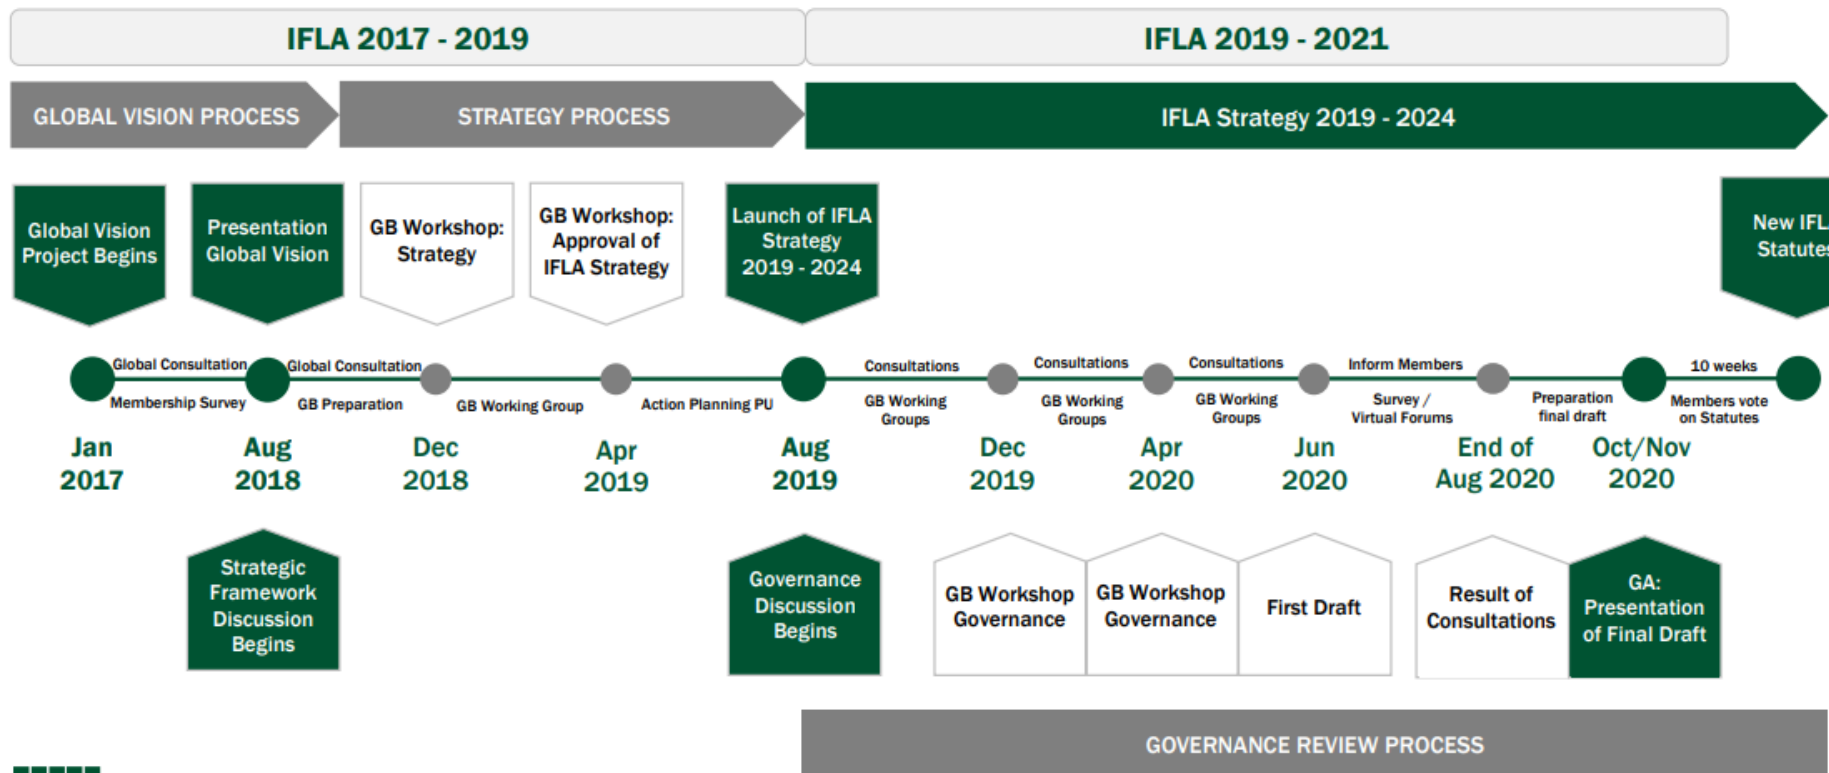 IFLA 2017 - 2019
IFLA 2019 - 2021
GLOBAL VISION PROCESS
STRATEGY PROCESS
IFLA Strategy 2019 - 2024
Global Vision
Project Begins
Presentation
Global Vision
GB Workshop:
Strategy
GB Workshop:
Approval of
IFLA Strategy
Launch of IFLA
Strategy
2019 - 2024
New IFL
Statutes
Global Consultation
Membership Survey
Global Consultation
GB Preparation
GB Working Group
Action Planning PU
Consultations
GB Working
Groups
Consultations
GB Working
Groups
Consultations
GB Working
Groups
Inform Members
Survey /
Virtual Forums
Preparation
final draft
10 weeks
Members vote
on Statutes
Jan
2017
Aug
2018
Dec
2018
Apr
2019
Aug
2019
Dec
2019
Apr
2020
Jun
2020
End of
Aug 2020
Oct/Nov
2020
Strategic
Framework
Discussion
Begins
Governance
Discussion
Begins
GB Workshop
Governance
GB Workshop
Governance
First Draft
Result of
Consultations
GA:
Presentation
of Final Draft
GOVERNANCE REVIEW PROCESS